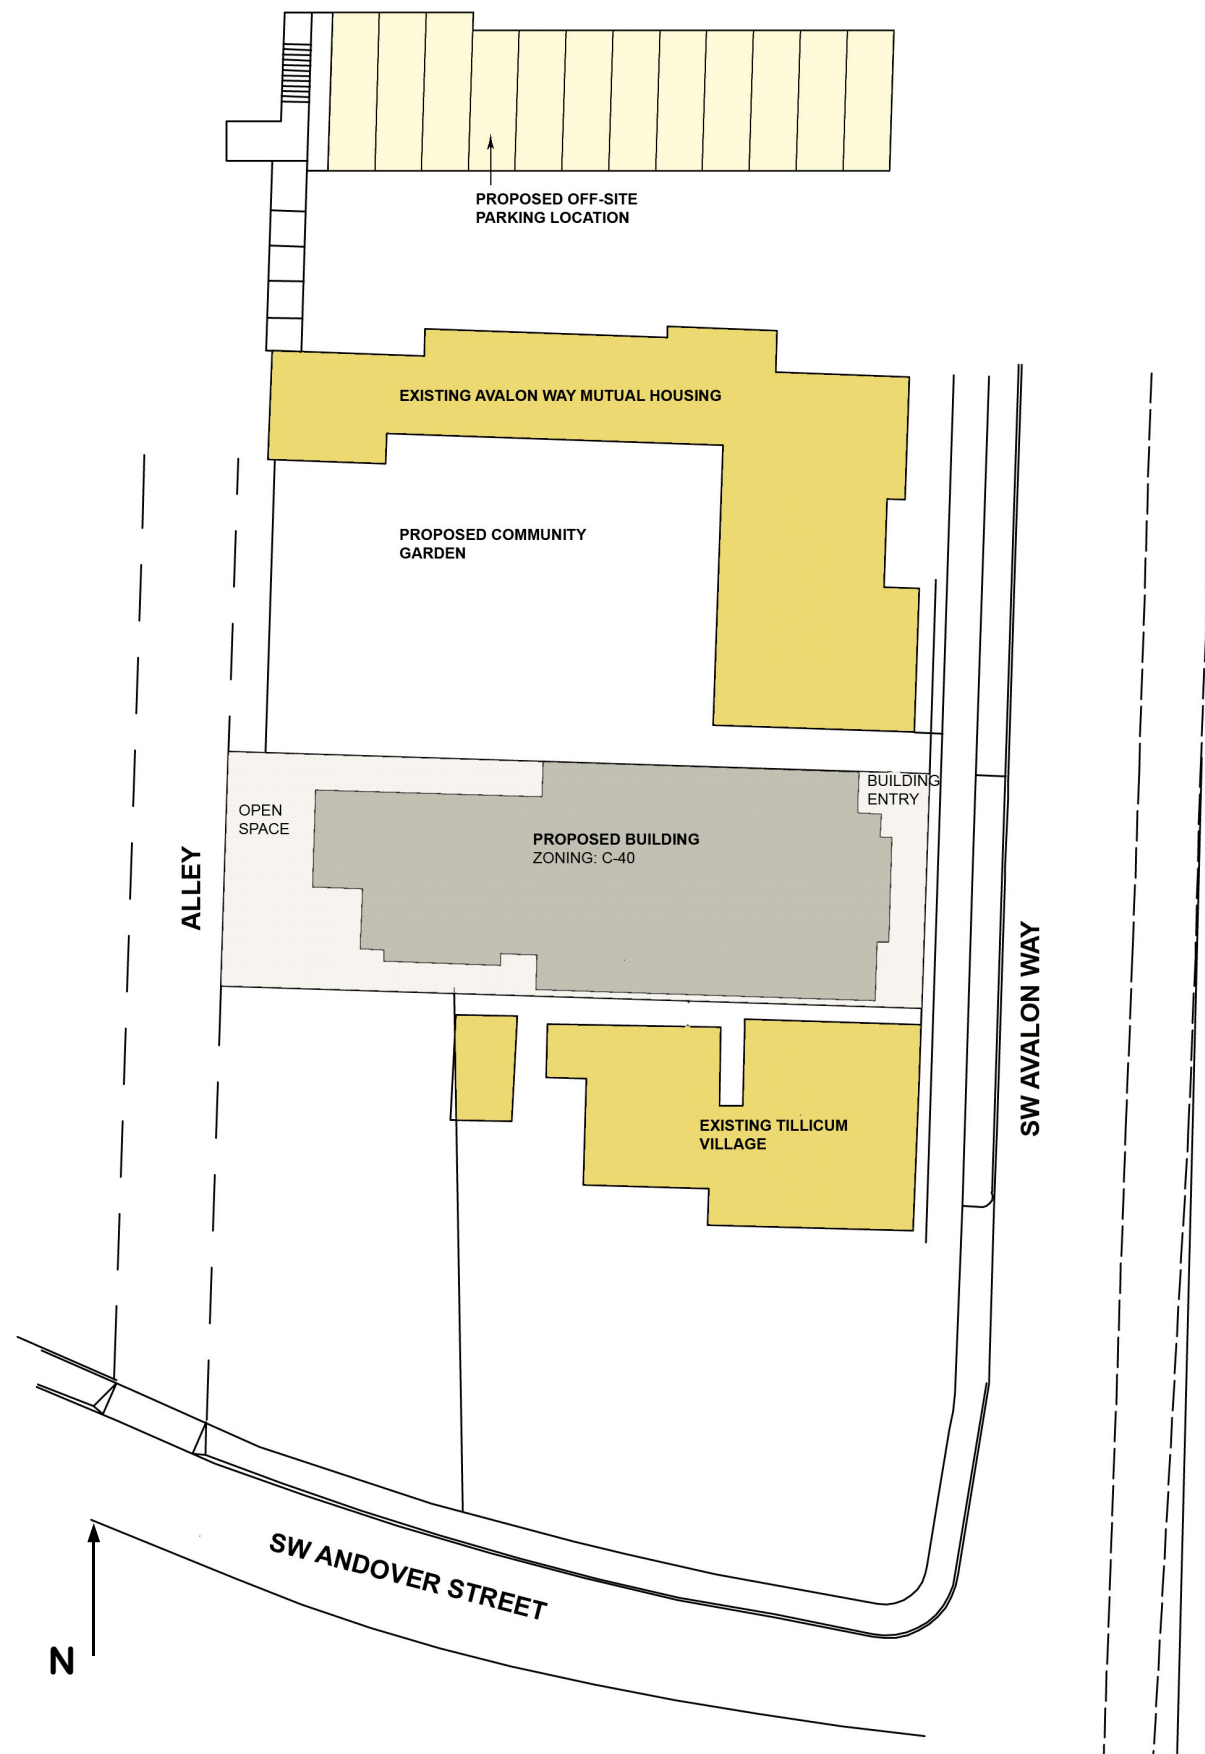 PROPOSED OFF-SITE
PARKING LOCATION
EXISTING AVALON WAY MUTUAL HOUSING
PROPOSED COMMUNITY
GARDEN
BUILDING
ENTRY
OPEN
SPACE
PROPOSED BUILDING
ZONING: C-40
ALLEY
SW AVALON WAY
EXISTING TILLICUM
VILLAGE
SW ANDOVER STREET
N